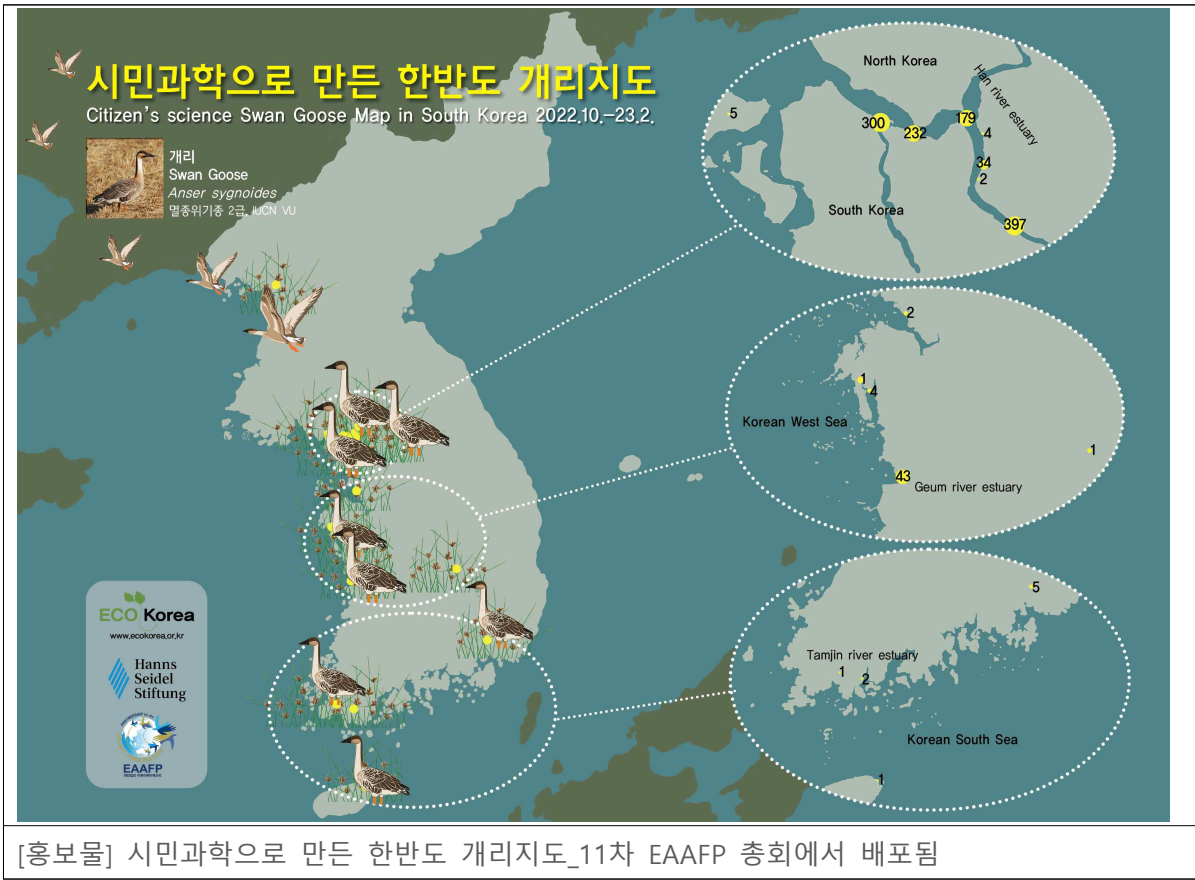 시민과학으로 만든 한반도 개리지도
Citizen's science Swan Goose Map in South Korea 2022.10.-23.2.
개리
Swan Goose
Anser sygnoides
멸종위기종 2급, IUCN VU
North Korea
Han river estuary
5
300
232
179
4
34
2
South Korea
397
2
1
4
Korean West Sea
1
43
Geum river estuary
5
Tamjin river estuary
1
2
Korean South Sea
1
ECO Korea
www.ecokorea.or.kr
Hanns
Seidel
Stiftung
EAAFP
[홍보물] 시민과학으로 만든 한반도 개리지도_11차 EAAFP 총회에서 배포됨